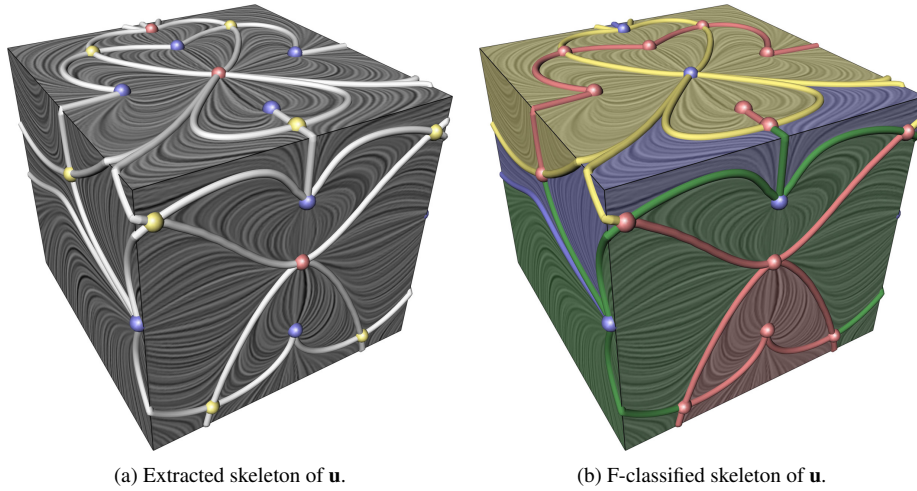 (a) Extracted skeleton of u.
(b) F-classified skeleton of u.